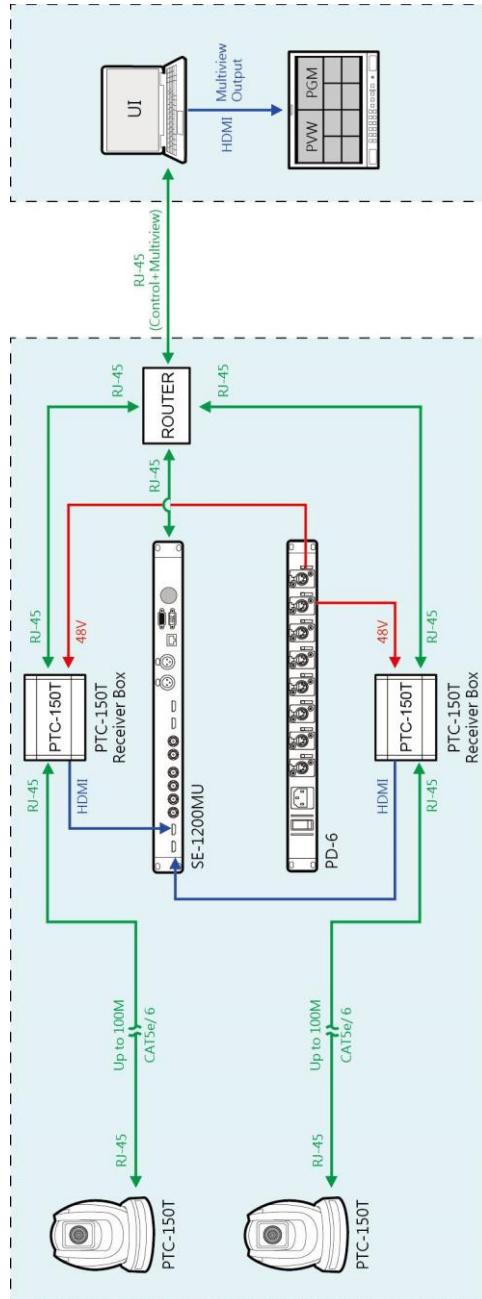 PTC-150T
RJ-45
Up to 100M
CAT5e/ 6
RJ-45
PTC-150T
PTC-150T
Receiver Box
HDMI
48V
RJ-45
RJ-45
SE-1200MU
RJ-45
ROUTER
RJ-45
(Control+Multiview)
UI
HDMI
Multiview
Output
PVW
PGM
PTC-150T
RJ-45
Up to 100M
CAT5e/ 6
RJ-45
PTC-150T
PTC-150T
Receiver Box
HDMI
48V
RJ-45
RJ-45
PD-6